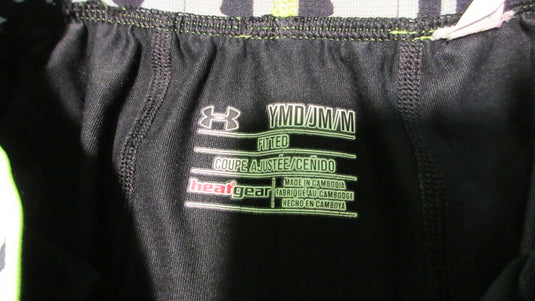 YMD/JM/M
FITTED
COUPE AJUSTÉE/CEÑIDO
heatgear
MADE IN CAMBODIA
FABRIQUÉ AU CAMBODGE
HECHO EN CAMBOYA